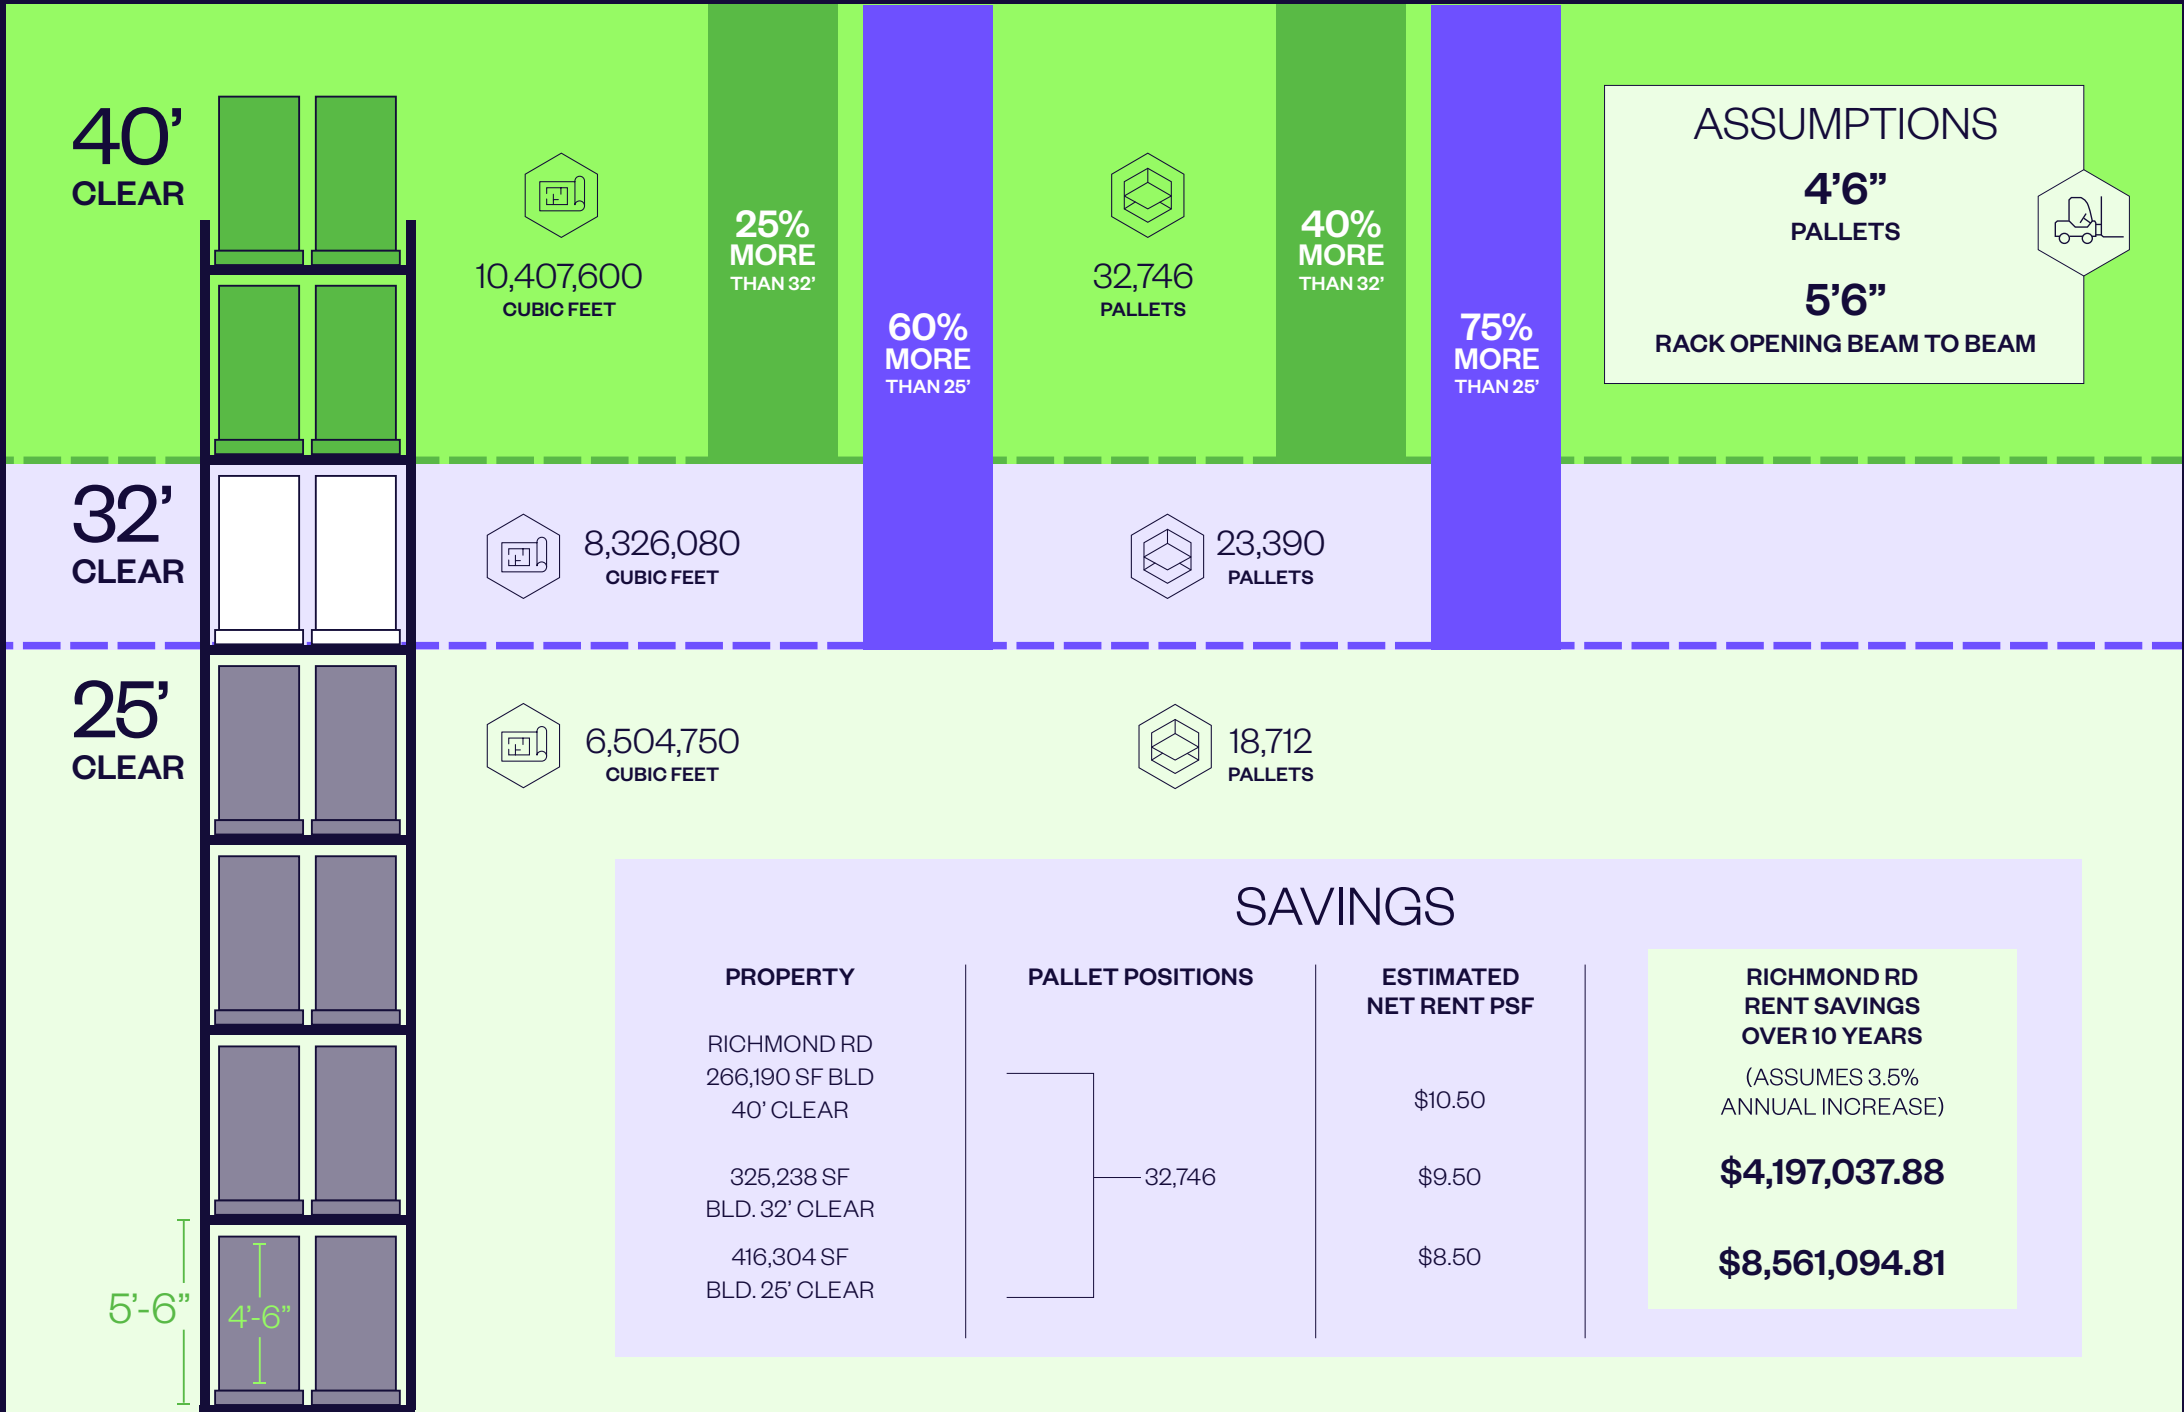 40’
CLEAR
10,407,600
CUBIC FEET
25%
MORE
THAN 32’
60%
MORE
THAN 25’
32,746
PALLETS
40%
MORE
THAN 32’
75%
MORE
THAN 25’
ASSUMPTIONS
4’6”
PALLETS
5’6”
RACK OPENING BEAM TO BEAM
32’
CLEAR
8,326,080
CUBIC FEET
23,390
PALLETS
25’
CLEAR
6,504,750
CUBIC FEET
18,712
PALLETS
5’-6”
4’-6”
SAVINGS
PROPERTY
RICHMOND RD
266,190 SF BLD
40’ CLEAR
325,238 SF
BLD. 32’ CLEAR
416,304 SF
BLD. 25’ CLEAR
PALLET POSITIONS
32,746
ESTIMATED
NET RENT PSF
$10.50
$9.50
$8.50
RICHMOND RD
RENT SAVINGS
OVER 10 YEARS
(ASSUMES 3.5%
ANNUAL INCREASE)
$4,197,037.88
$8,561,094.81